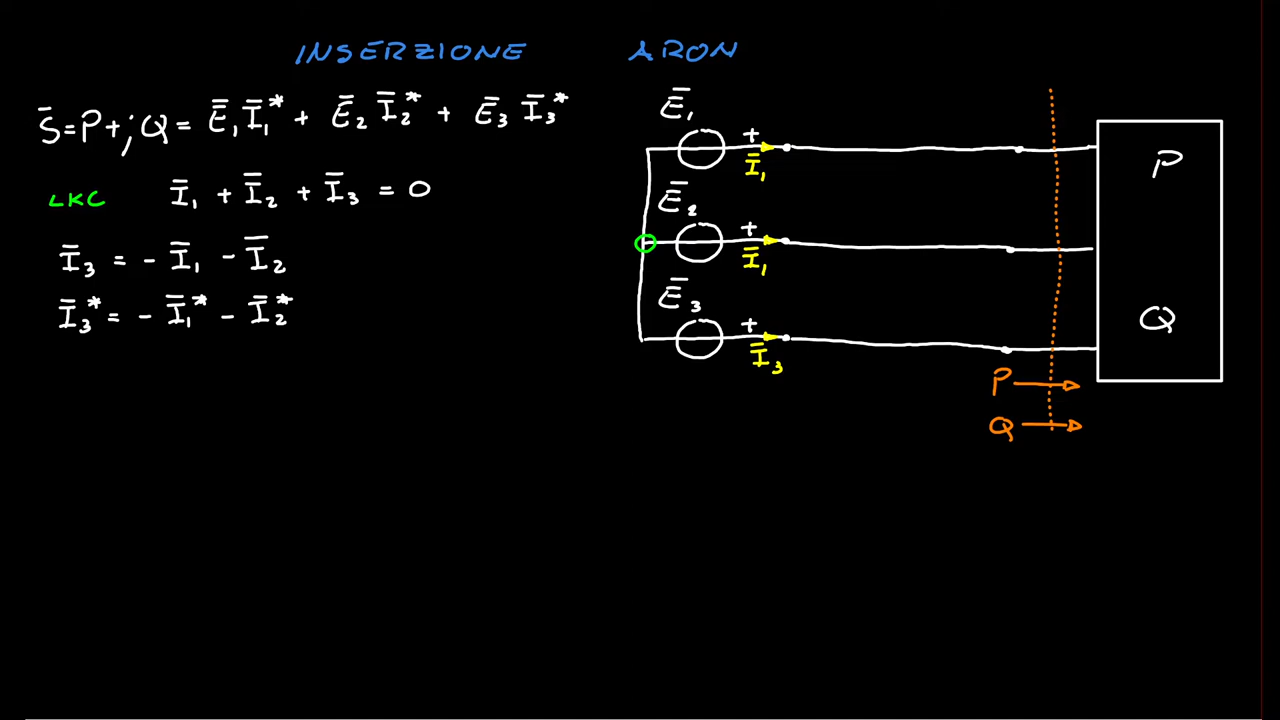 INSERZIONE ARON
S̄=P+jQ= Ē₁Ī₁* + Ē₂Ī₂* + Ē₃Ī₃*
LKC Ī₁ + Ī₂ + Ī₃ = 0
Ī₃ = - Ī₁ - Ī₂
Ī₃* = - Ī₁* - Ī₂*
Ē₁
+
Ī₁
Ē₂
+
Ī₁
Ē₃
+
Ī₃
P
Q
P
Q